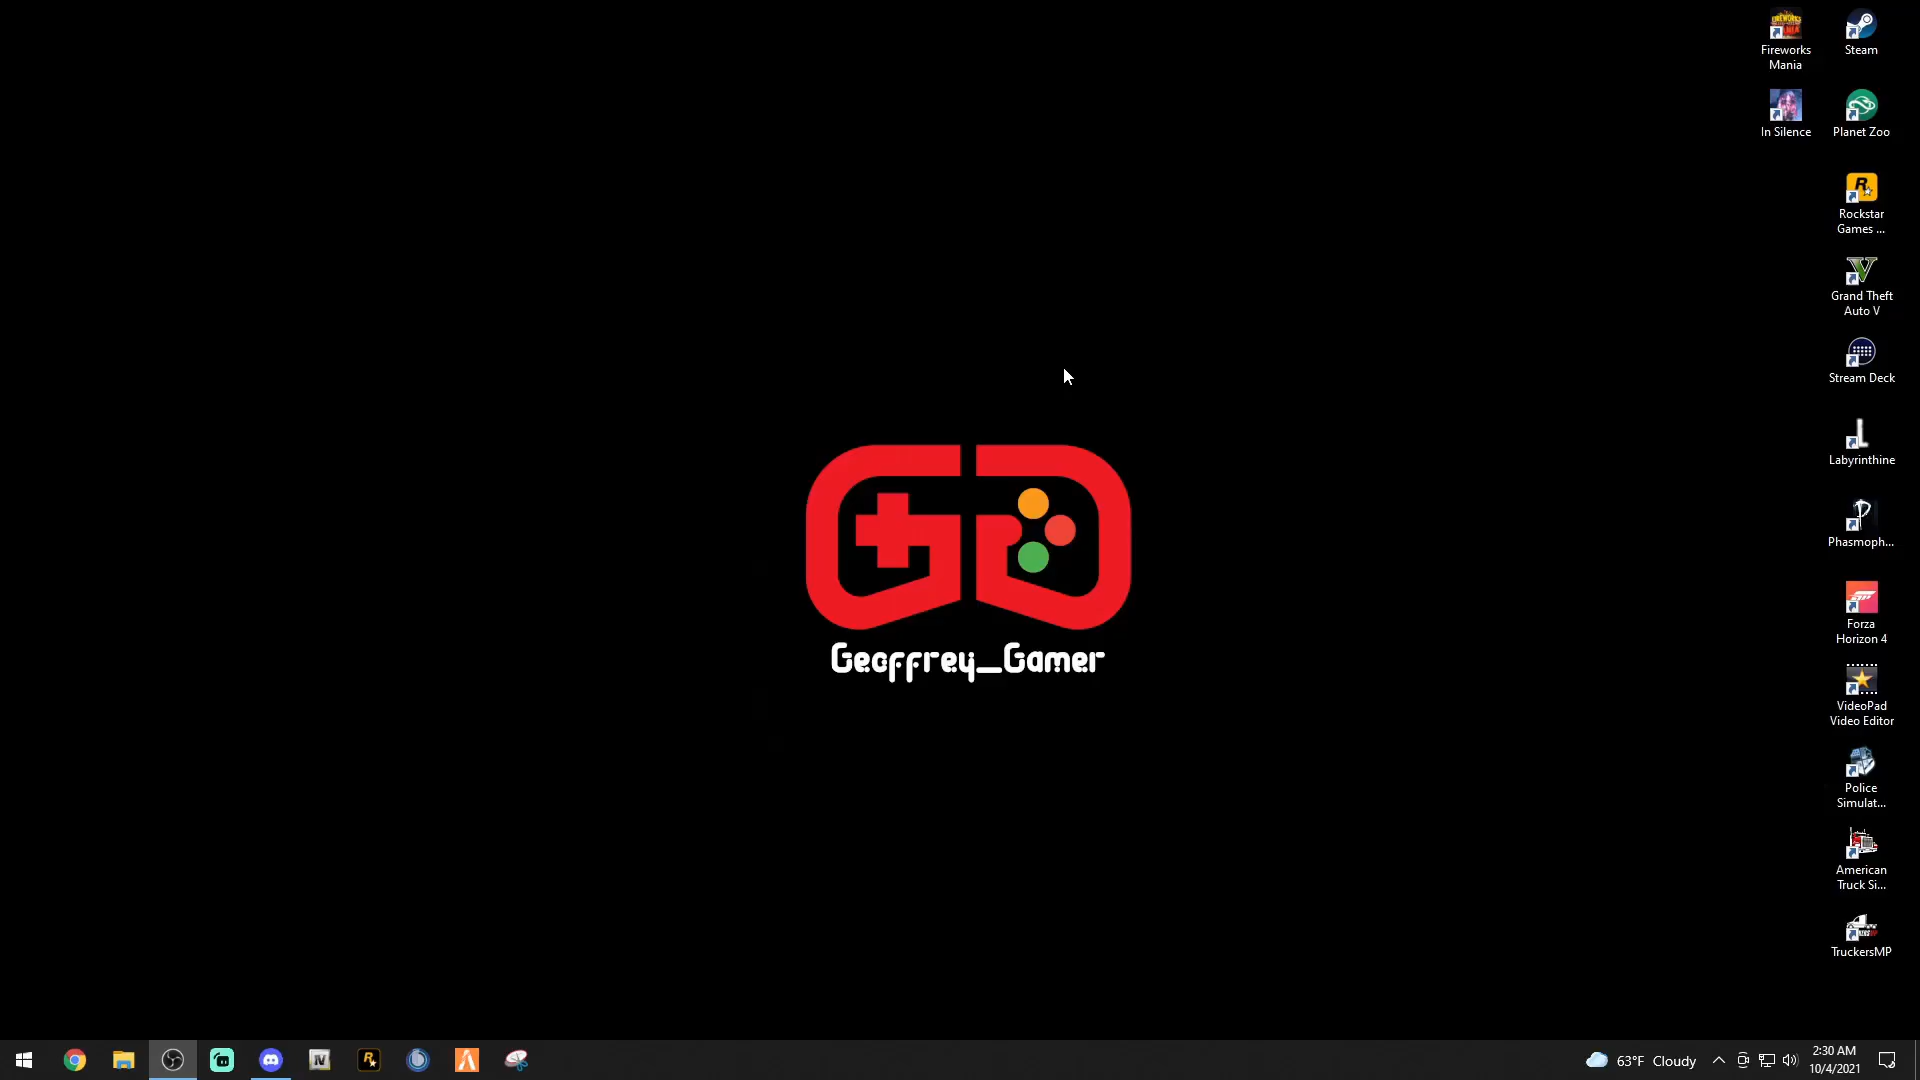 Fireworks
Mania
Steam
In Silence
Planet Zoo
Rockstar
Games ...
Grand Theft
Auto V
Stream Deck
Labyrinthine
Phasmoph...
Forza
Horizon 4
VideoPad
Video Editor
Police
Simulat...
American
Truck Si...
TruckersMP
Geoffrey_Gamer
63°F Cloudy
2:30 AM
10/4/2021